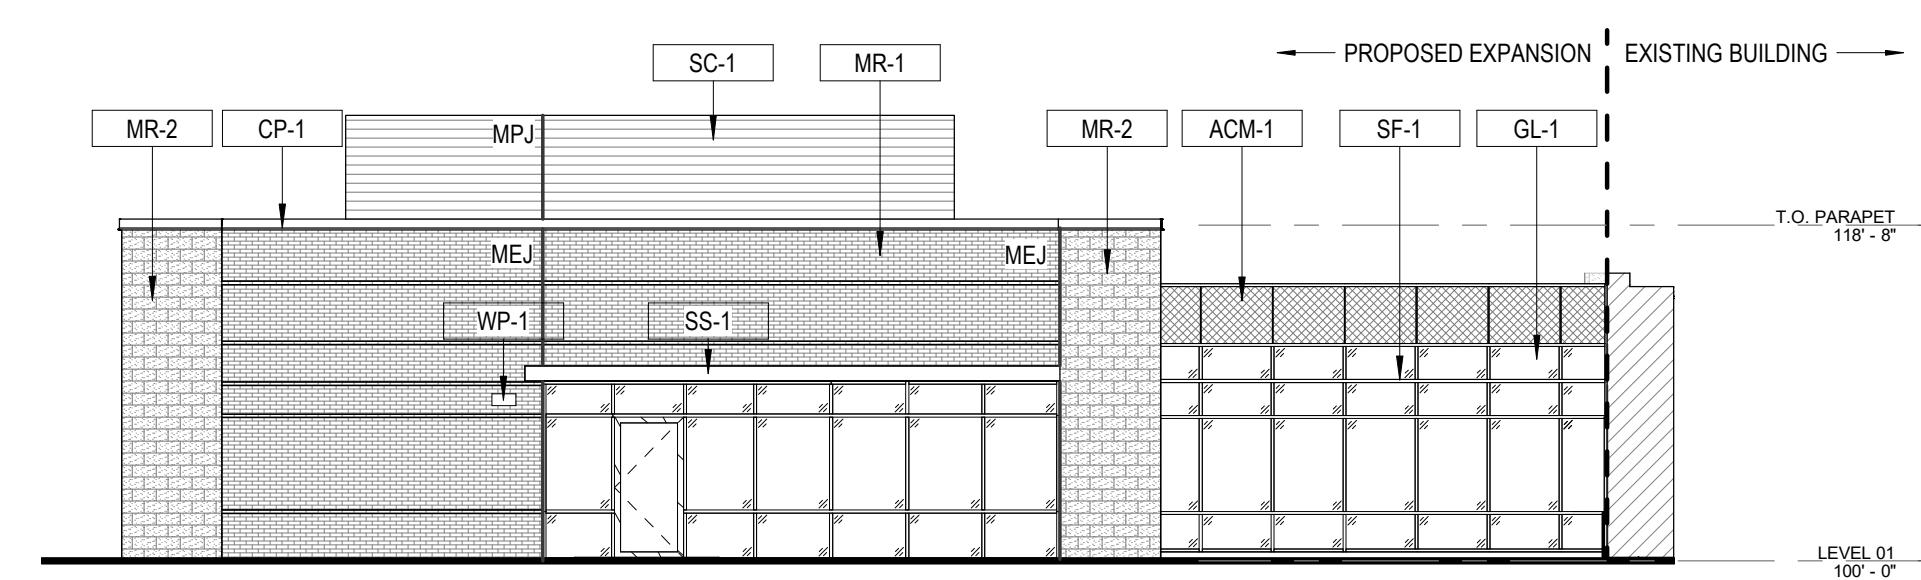 PROPOSED EXPANSION
EXISTING BUILDING
SC-1
MR-1
MR-2
CP-1
MPJ
MR-2
ACM-1
SF-1
GL-1
T.O. PARAPET
118' - 8"
MEJ
MEJ
WP-1
SS-1
LEVEL 01
100' - 0"